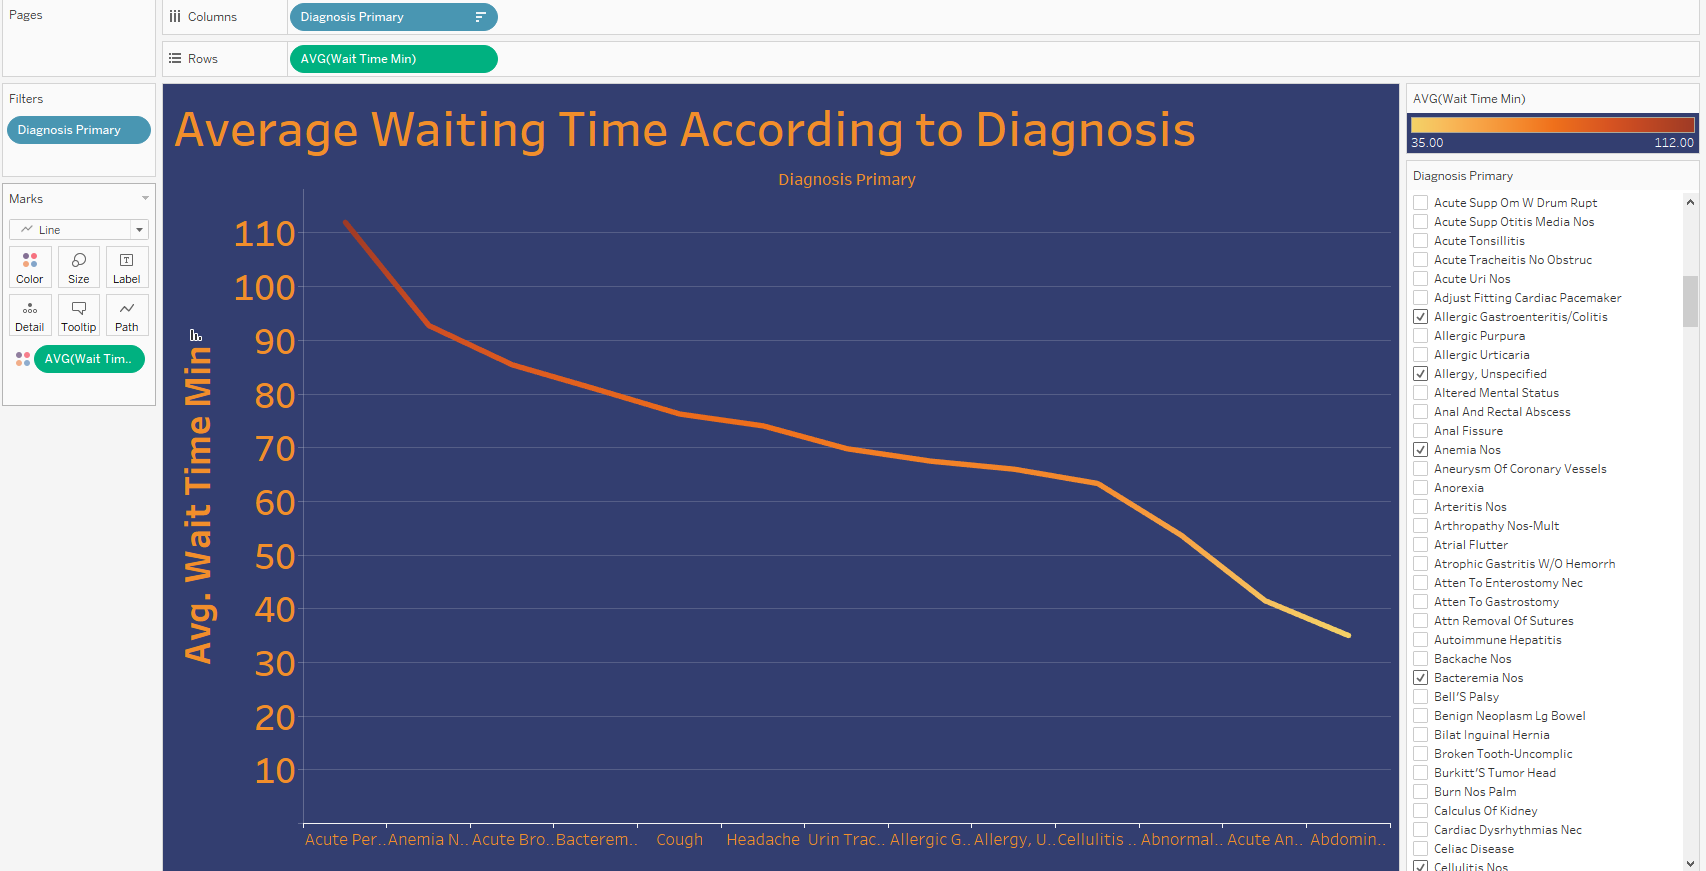 Pages
Columns
Diagnosis Primary
Rows
AVG(Wait Time Min)
Filters
Diagnosis Primary
Marks
Line
Color
Size
Label
Detail
Tooltip
Path
AVG(Wait Tim..
Average Waiting Time According to Diagnosis
Diagnosis Primary
Avg. Wait Time Min
110
100
90
80
70
60
50
40
30
20
10
Acute Per.. Anemia N.. Acute Bro.. Bacterem.. Cough Headache Urin Trac.. Allergic G.. Allergy, U.. Cellulitis .. Abnormal.. Acute An.. Abdomin..
AVG(Wait Time Min)
35.00 112.00
Diagnosis Primary
Acute Supp Om W Drum Rupt
Acute Supp Otitis Media Nos
Acute Tonsillitis
Acute Tracheitis No Obstruc
Acute Uri Nos
Adjust Fitting Cardiac Pacemaker
Allergic Gastroenteritis/Colitis
Allergic Purpura
Allergic Urticaria
Allergy, Unspecified
Altered Mental Status
Anal And Rectal Abscess
Anal Fissure
Anemia Nos
Aneurysm Of Coronary Vessels
Anorexia
Arteritis Nos
Arthropathy Nos-Mult
Atrial Flutter
Atrophic Gastritis W/O Hemorrh
Atten To Enterostomy Nec
Atten To Gastrostomy
Attn Removal Of Sutures
Autoimmune Hepatitis
Backache Nos
Bacteremia Nos
Bell'S Palsy
Benign Neoplasm Lg Bowel
Bilat Inguinal Hernia
Broken Tooth-Uncomplic
Burkitt'S Tumor Head
Burn Nos Palm
Calculus Of Kidney
Cardiac Dysrhythmias Nec
Celiac Disease
Cellulitis Nos